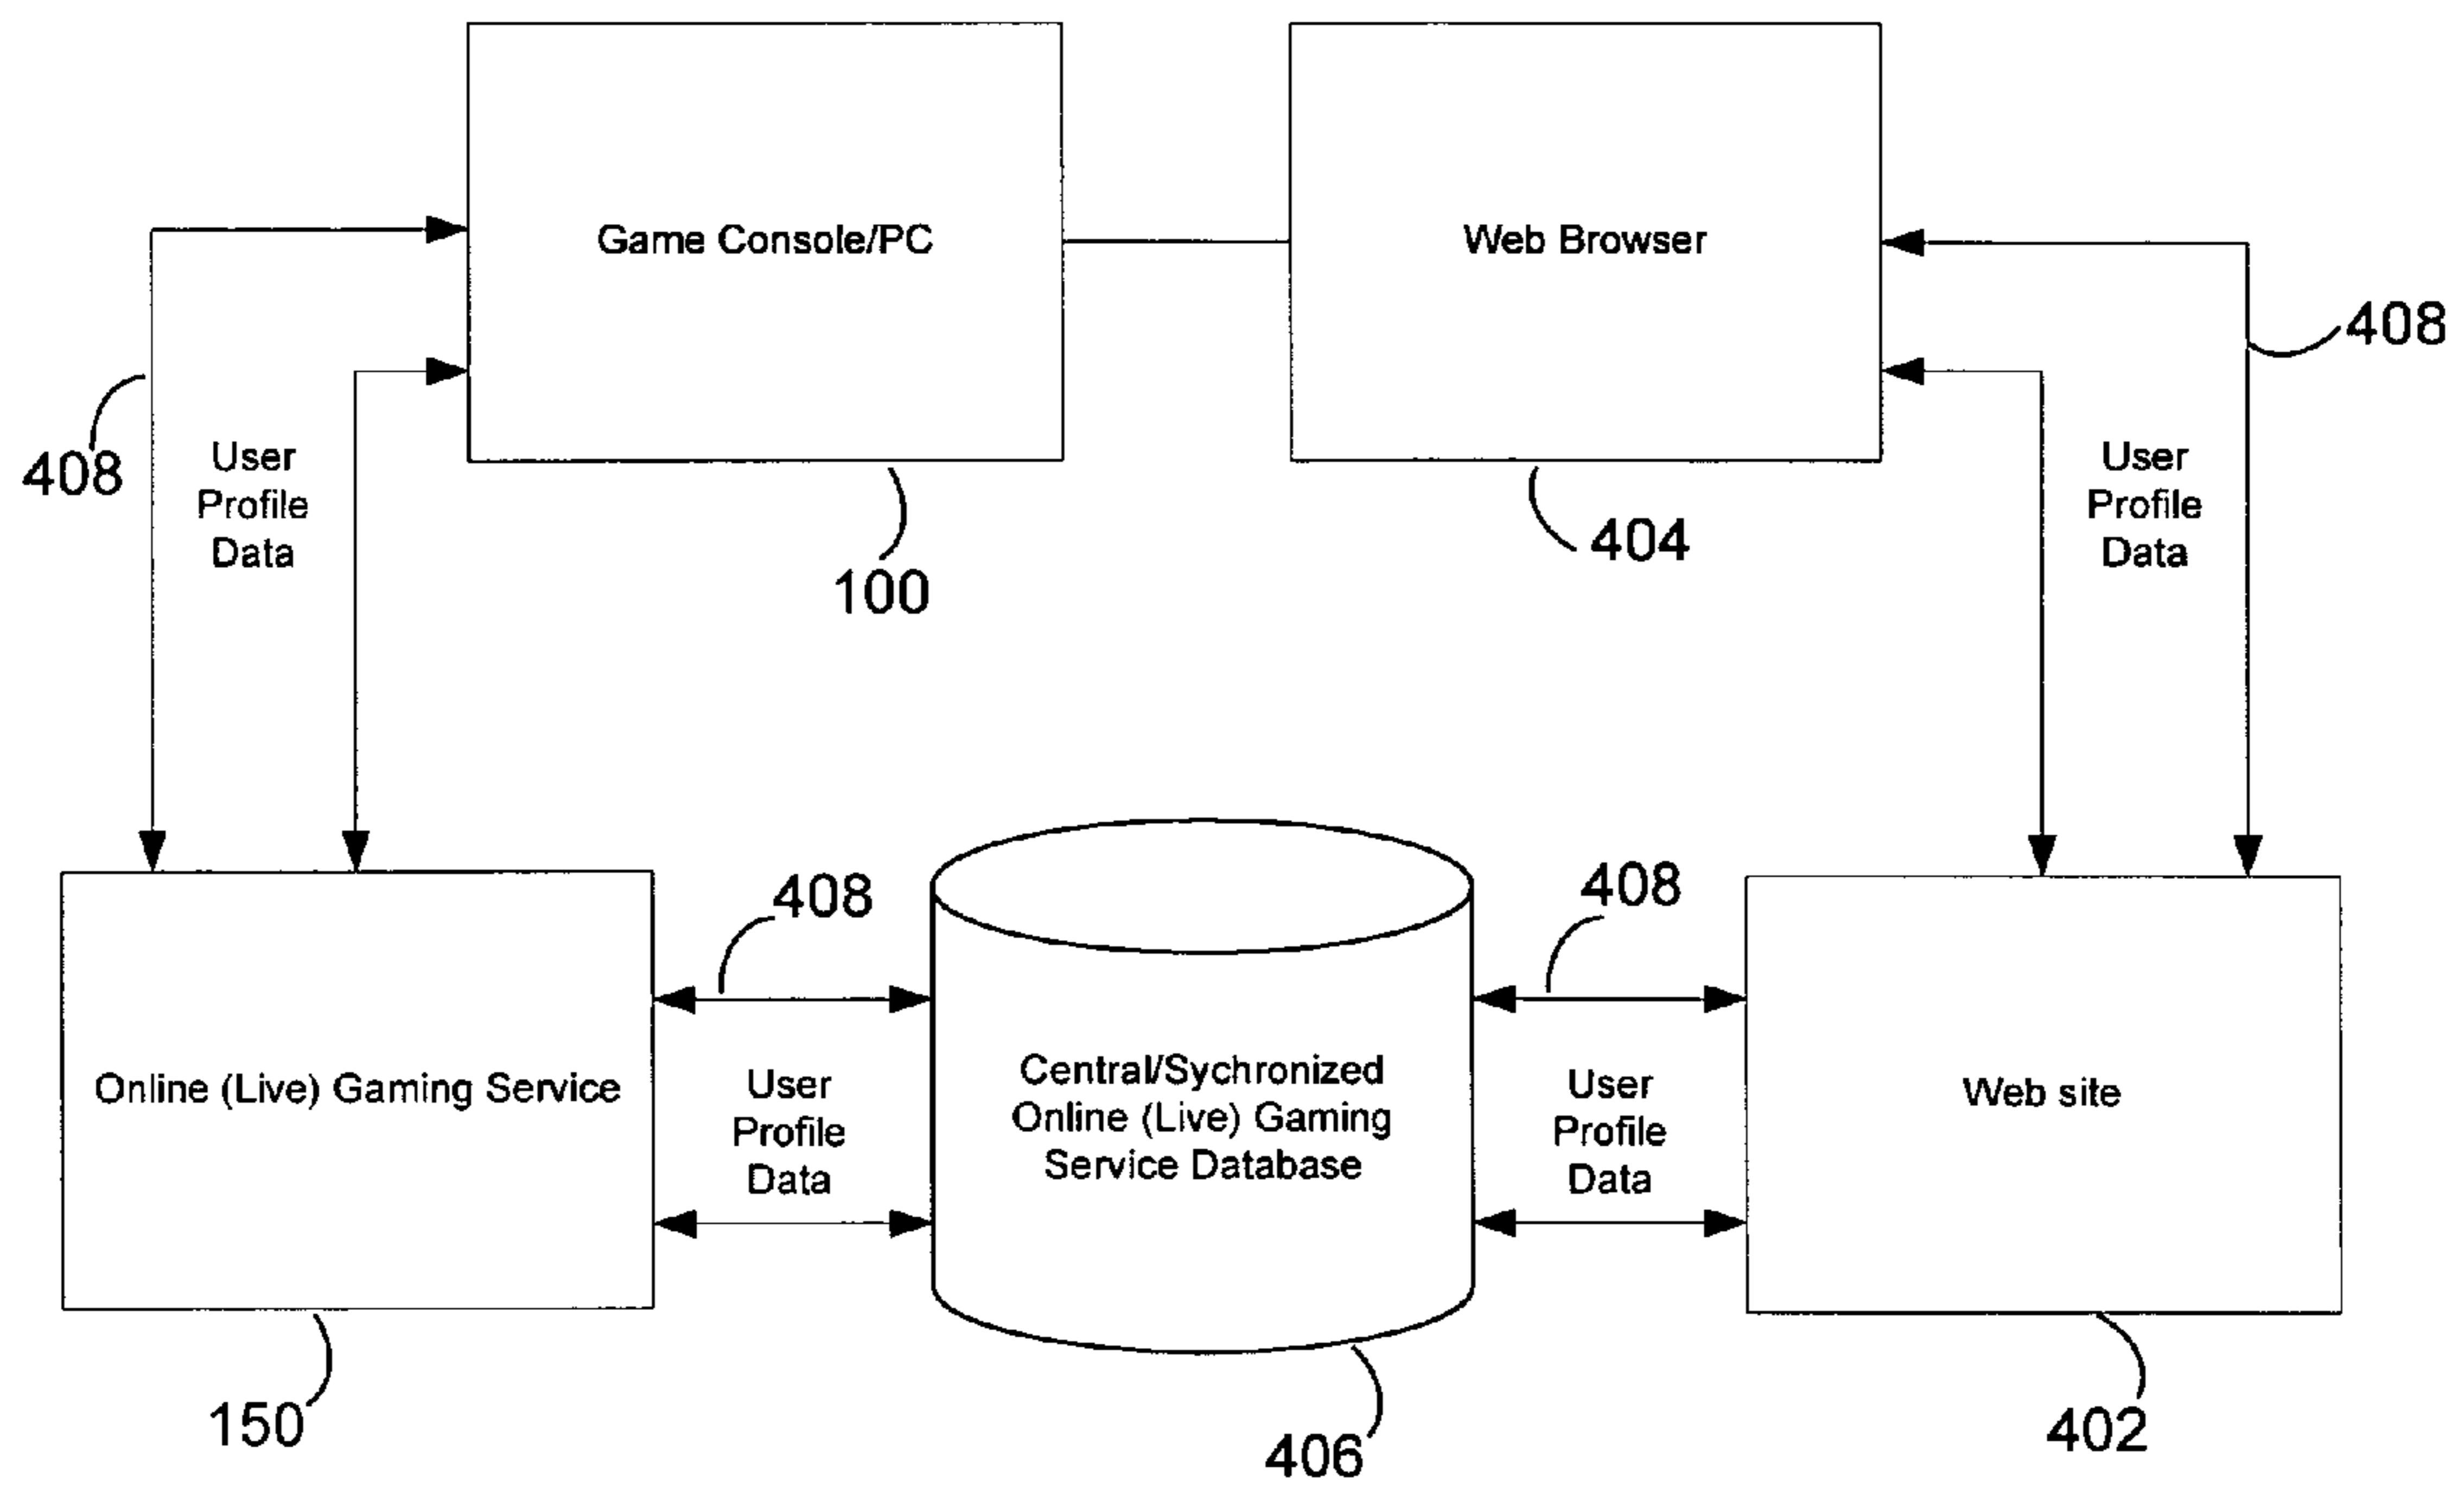 Game Console/PC
Web Browser
408
408
User
Profile
Data
User
Profile
Data
404
100
408
408
Online (Live) Gaming Service
User
Profile
Data
Central/Sychronized
Online (Live) Gaming
Service Database
User
Profile
Data
Web site
150
406
402